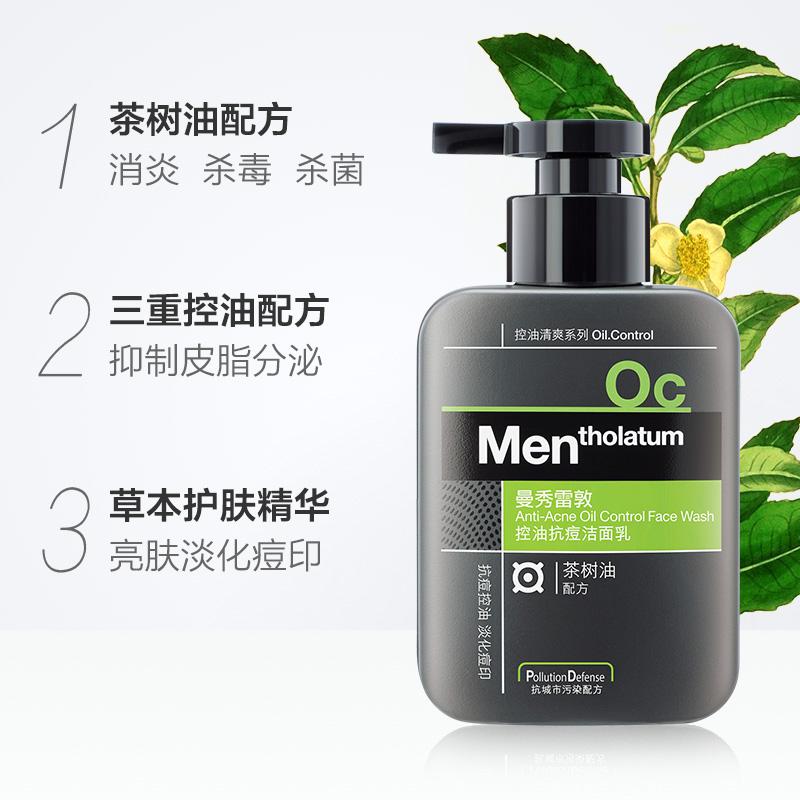 1
茶树油配方
消炎 杀毒 杀菌
2
三重控油配方
抑制皮脂分泌
3
草本护肤精华
亮肤淡化痘印
控油清爽系列 Oil.Control
Oc
Mentholatum
曼秀雷敦
Anti-Acne Oil Control Face Wash
控油抗痘洁面乳
茶树油
配方
抗痘控油 淡化痘印
PollutionDefense
抗城市污染配方